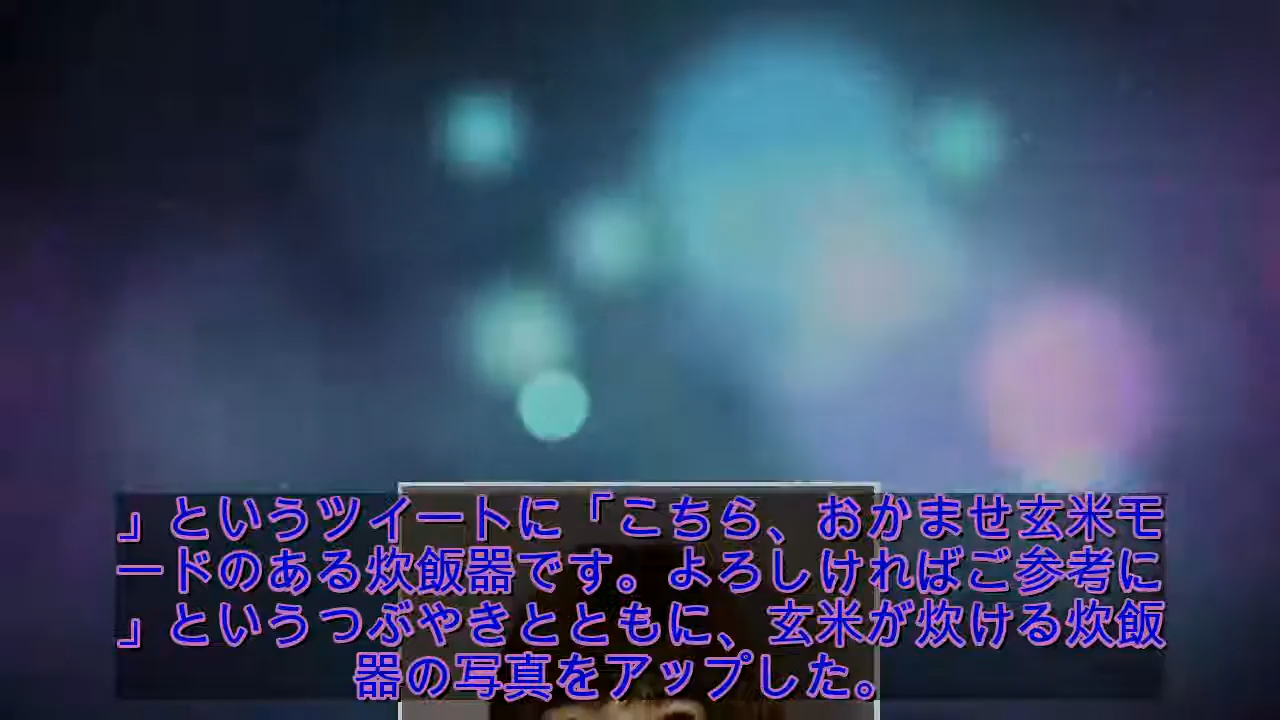 」というツイートに「こちら、おかませ玄米モ
ードのある炊飯器です。よろしければご参考に
」というつぶやきとともに、玄米が炊ける炊飯
器の写真をアップした。